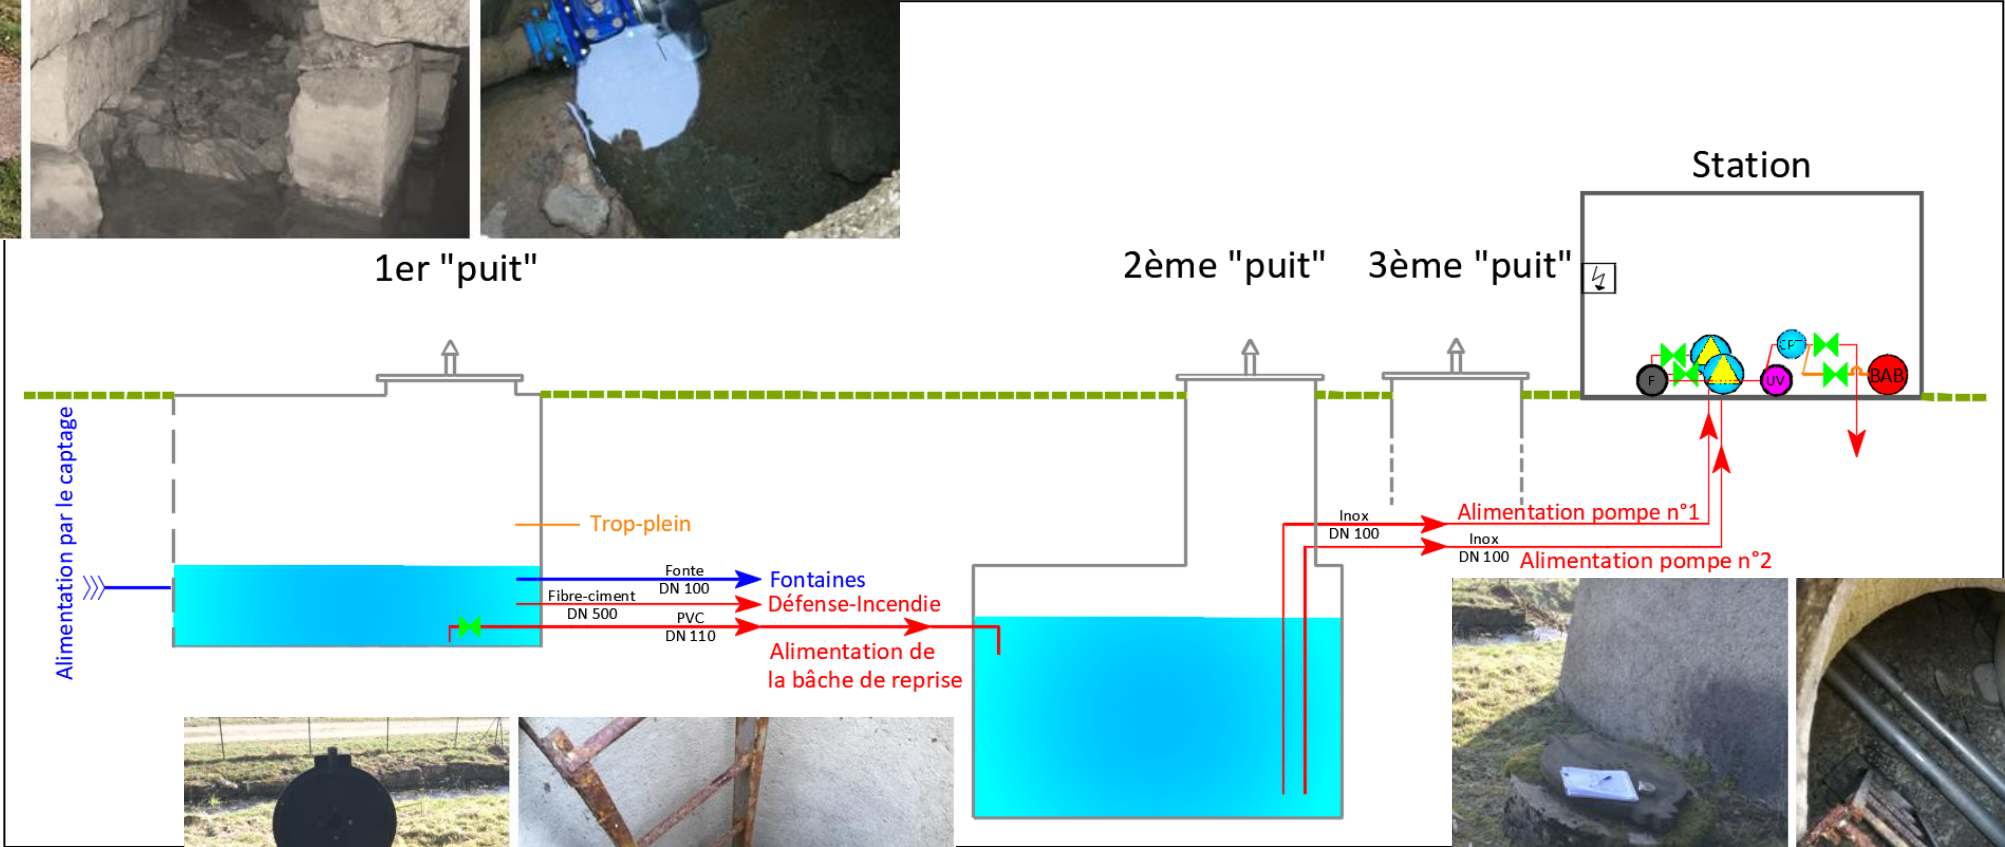 Station
1er "puit"
2ème "puit"
3ème "puit"
F
UV
CPT
BAB
Alimentation par le captage
Trop-plein
Inox
DN 100
Alimentation pompe n°1
Inox
DN 100
Alimentation pompe n°2
Fonte
DN 100
Fontaines
Fibre-ciment
DN 500
Défense-Incendie
PVC
DN 110
Alimentation de
la bâche de reprise